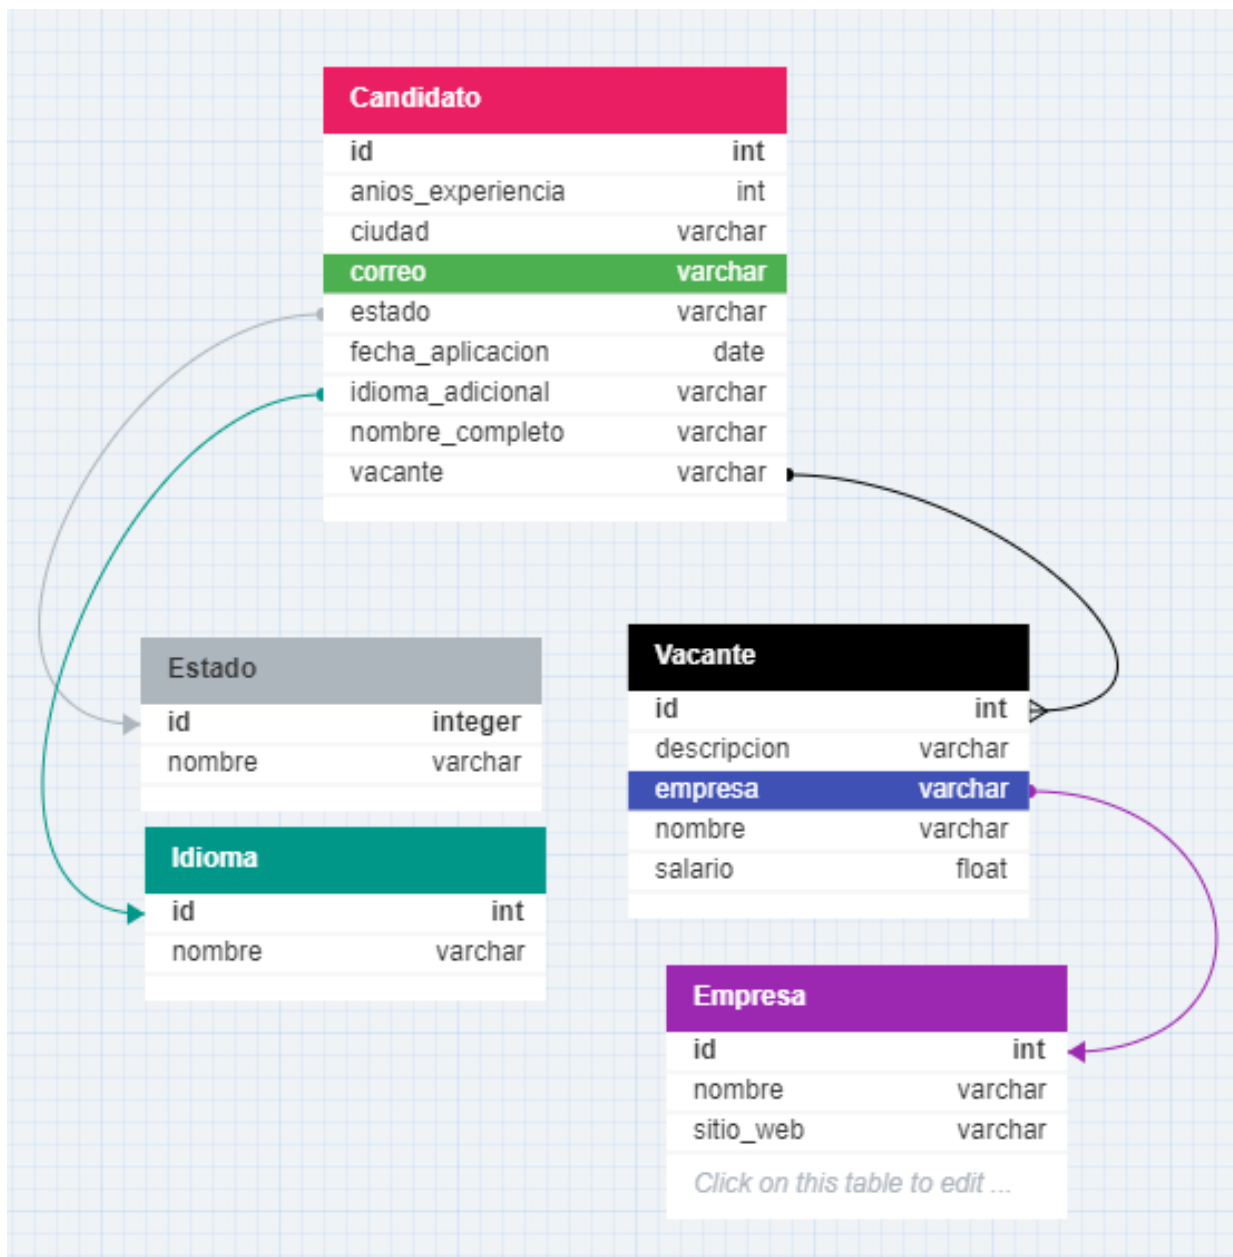 Candidato
id int
anios_experiencia int
ciudad varchar
correo varchar
estado varchar
fecha_aplicacion date
idioma_adicional varchar
nombre_completo varchar
vacante varchar
Estado
id integer
nombre varchar
Idioma
id int
nombre varchar
Vacante
id int
descripcion varchar
empresa varchar
nombre varchar
salario float
Empresa
id int
nombre varchar
sitio_web varchar
Click on this table to edit ...